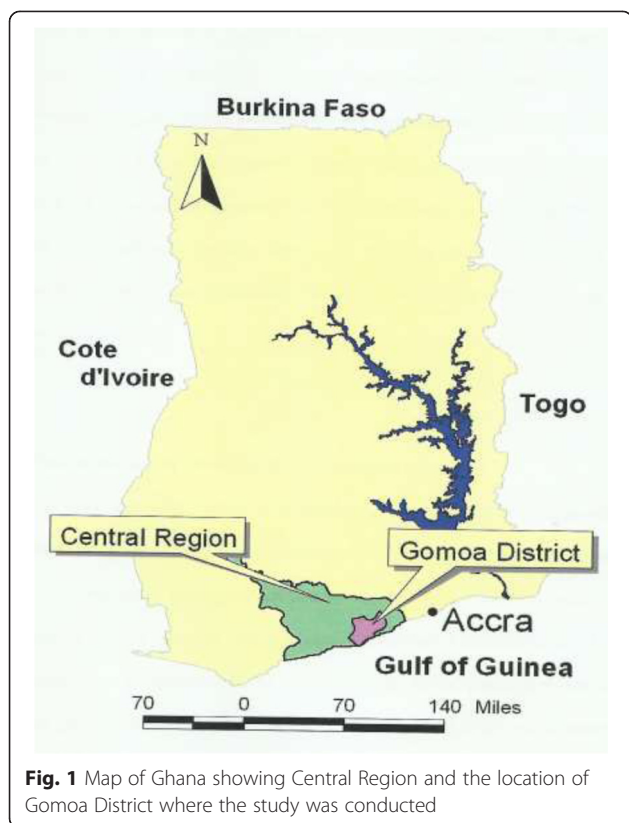 Burkina Faso
N
Cote
d'Ivoire
Togo
Central Region
Gomoa District
Accra
Gulf of Guinea
70 0 70 140 Miles
Fig. 1 Map of Ghana showing Central Region and the location of
Gomoa District where the study was conducted